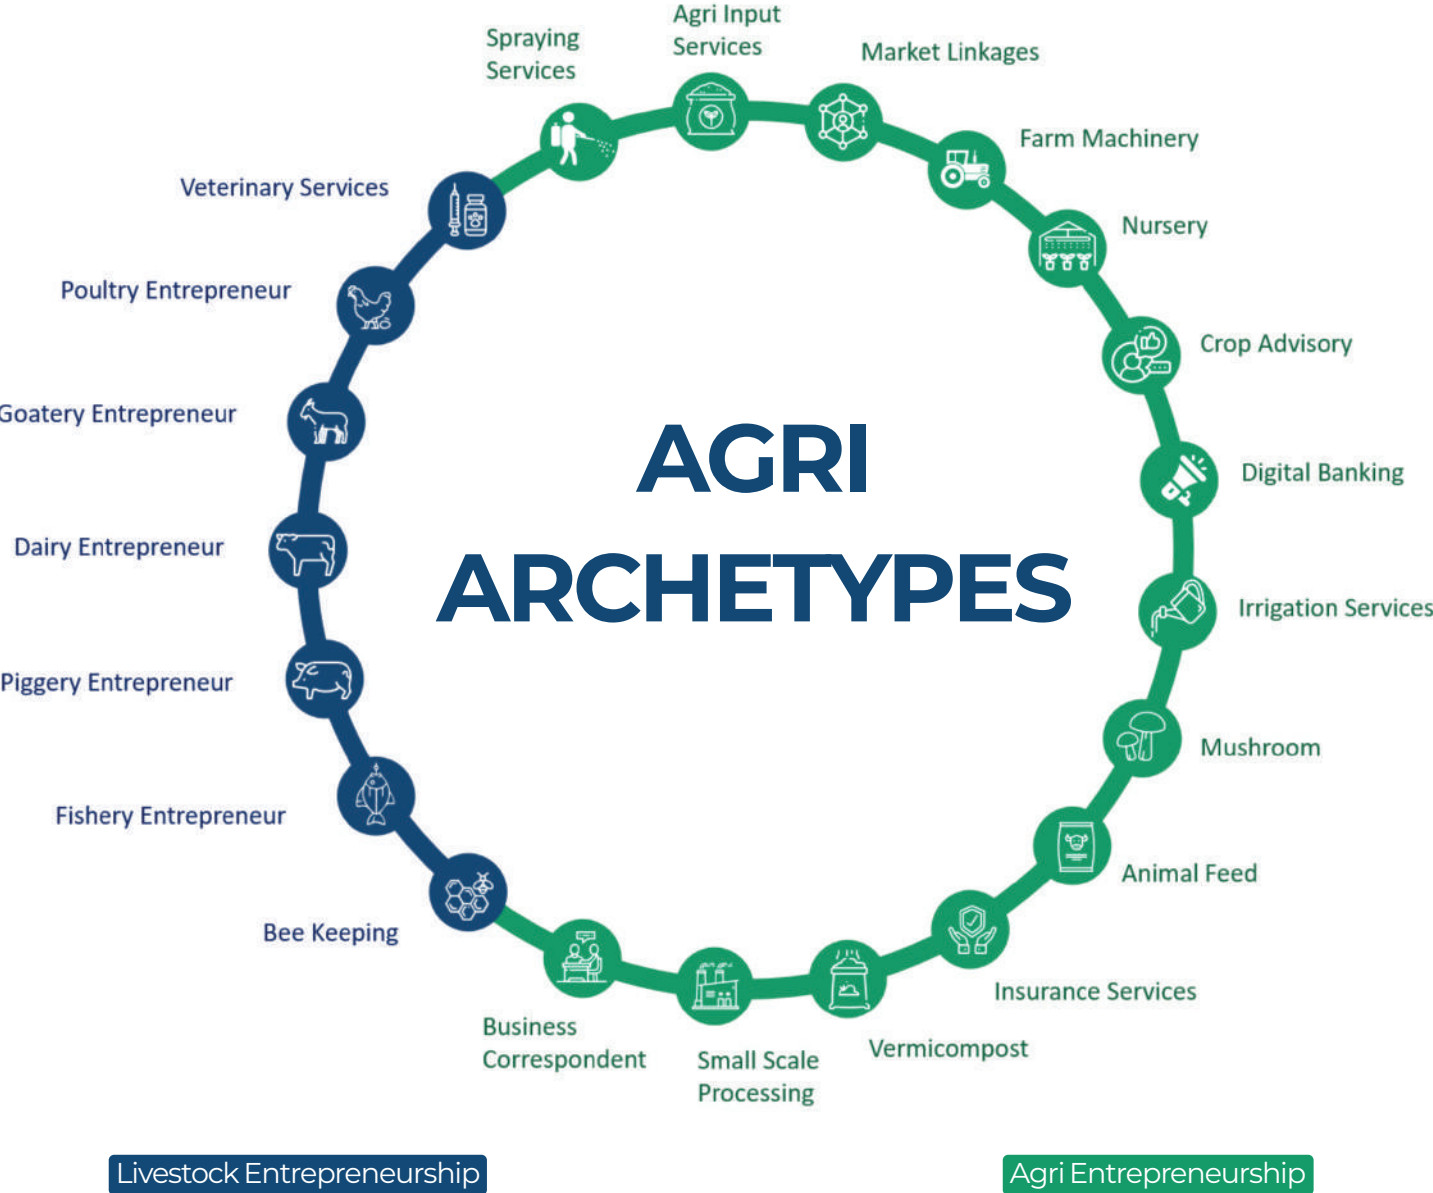 Agri Input
Services
Spraying
Services
Market Linkages
Farm Machinery
Nursery
Crop Advisory
Digital Banking
Irrigation Services
Mushroom
Animal Feed
Insurance Services
Vermicompost
Small Scale
Processing
Business
Correspondent
Bee Keeping
Fishery Entrepreneur
Piggery Entrepreneur
Dairy Entrepreneur
Goatery Entrepreneur
Poultry Entrepreneur
Veterinary Services
AGRI
ARCHETYPES
Livestock Entrepreneurship
Agri Entrepreneurship